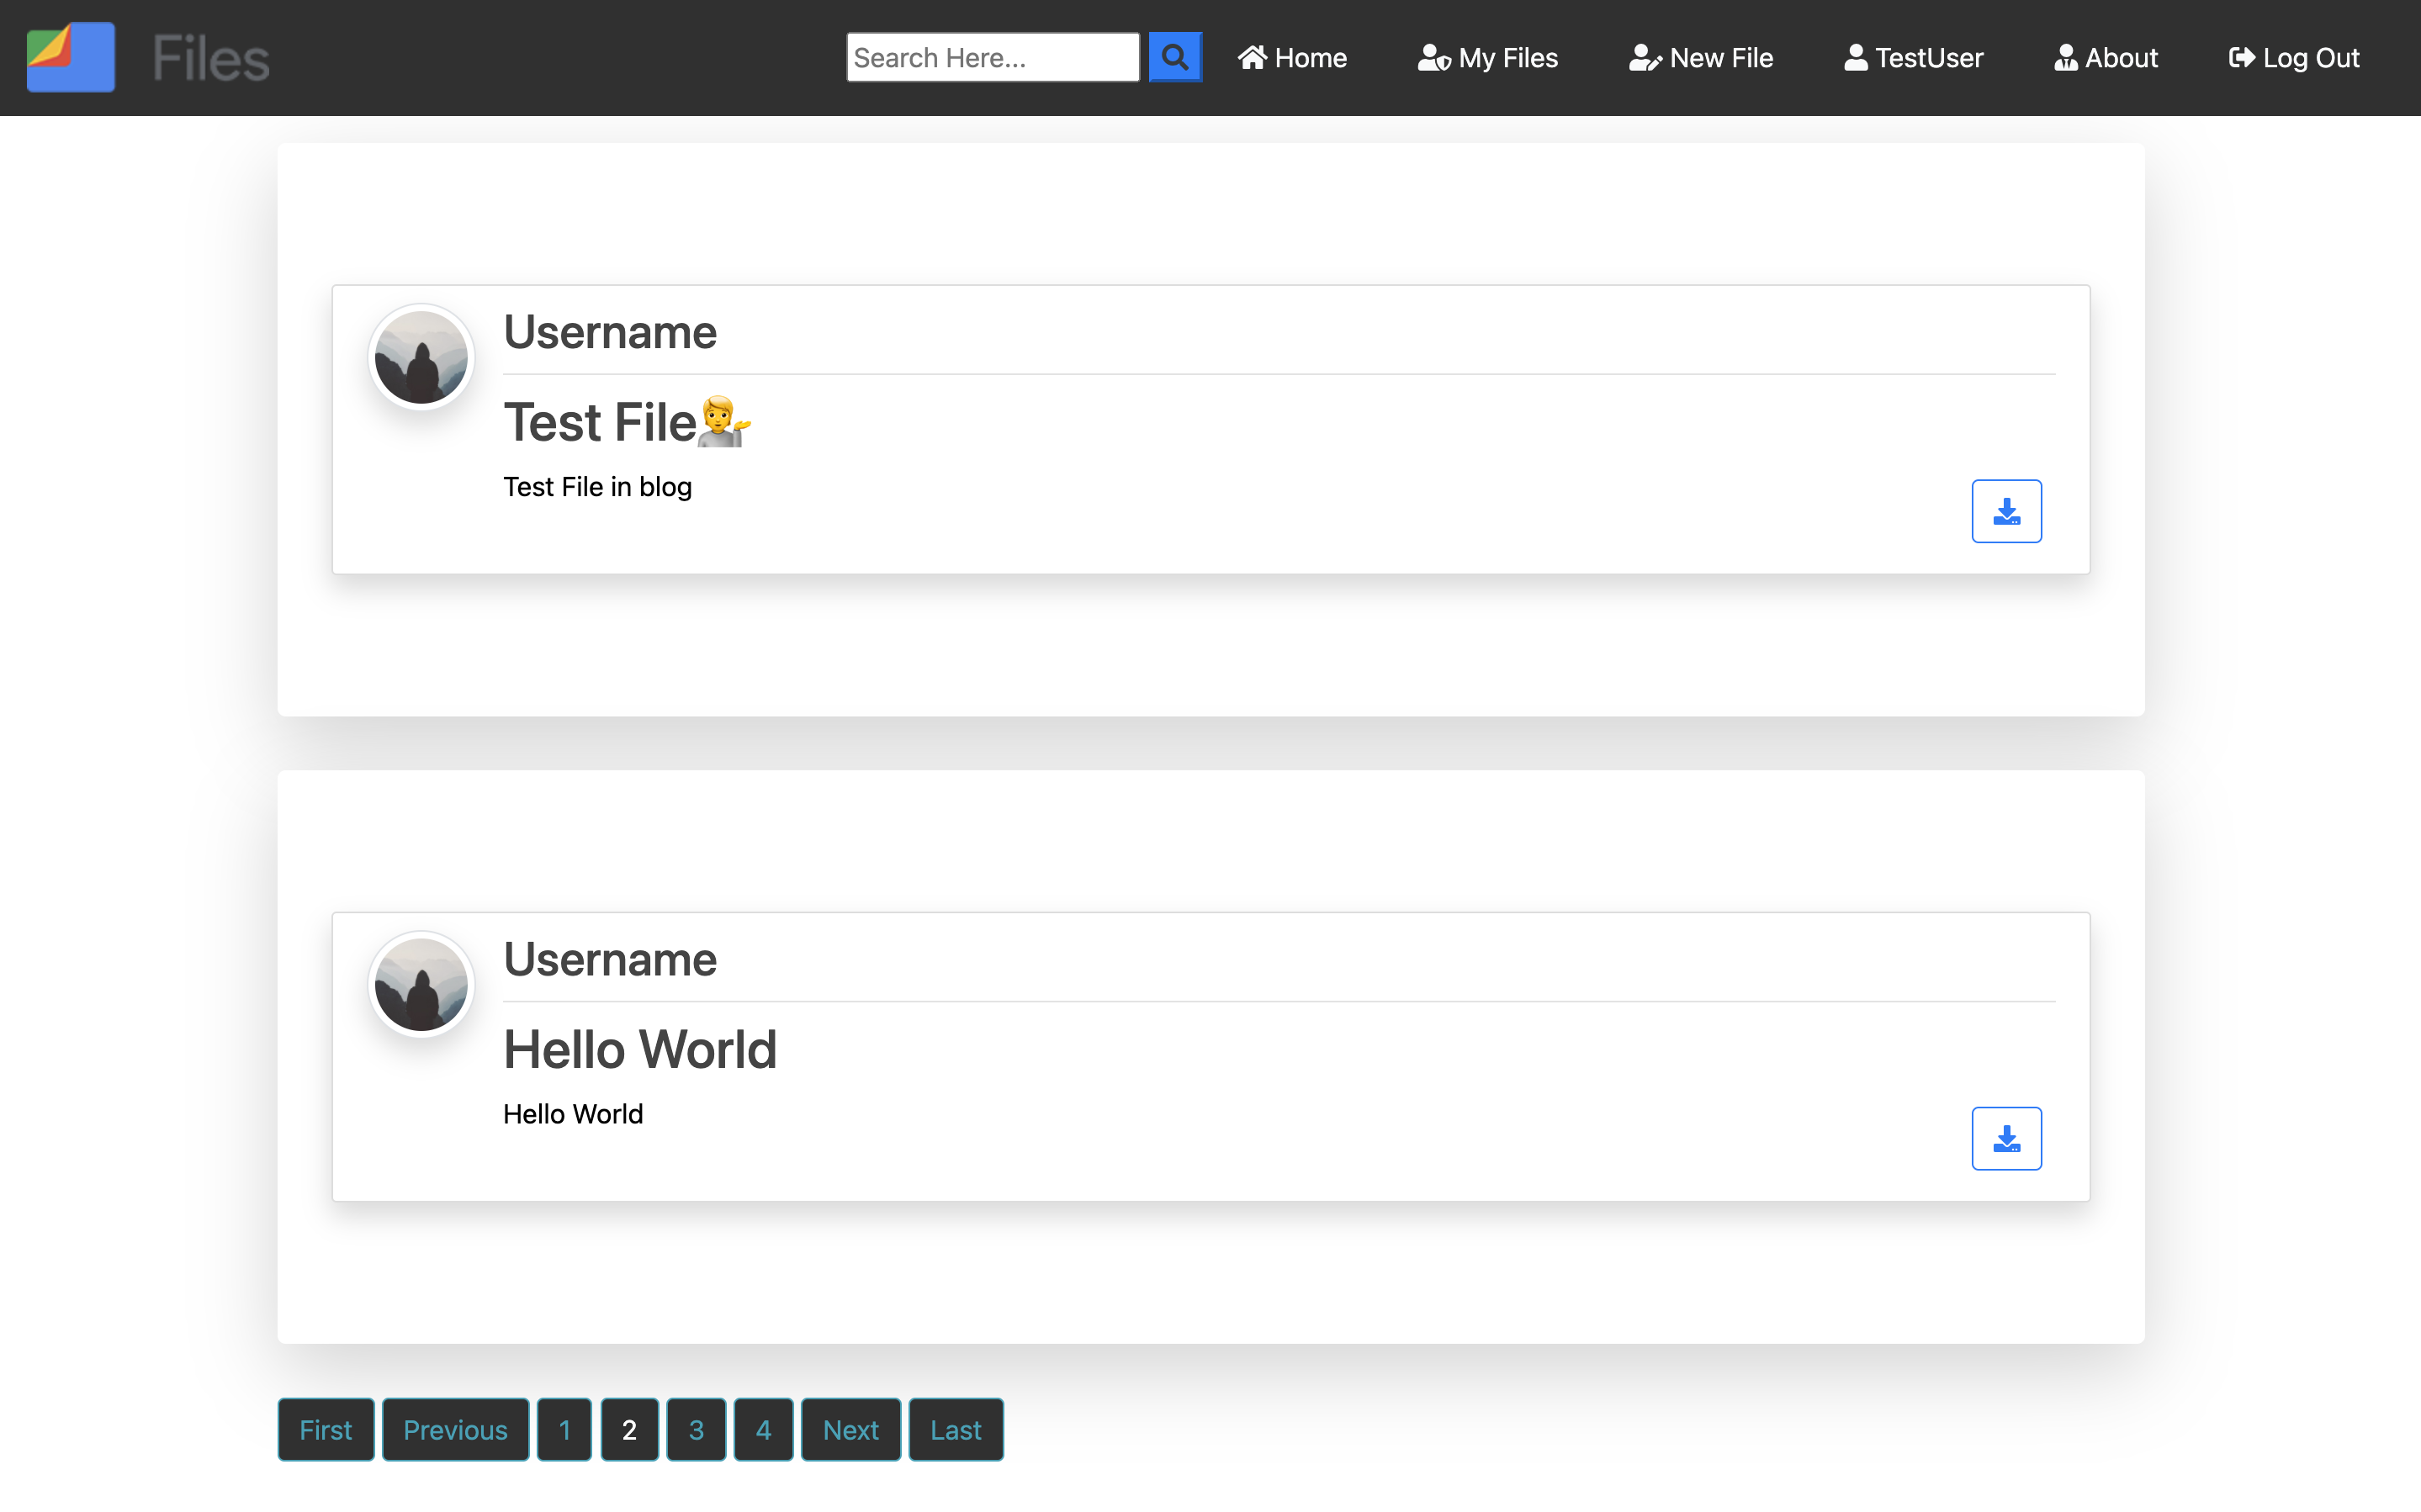 Files
Search Here... Home My Files New File TestUser About Log Out
Username
Test File💁
Test File in blog
Username
Hello World
Hello World
First Previous 1 2 3 4 Next Last